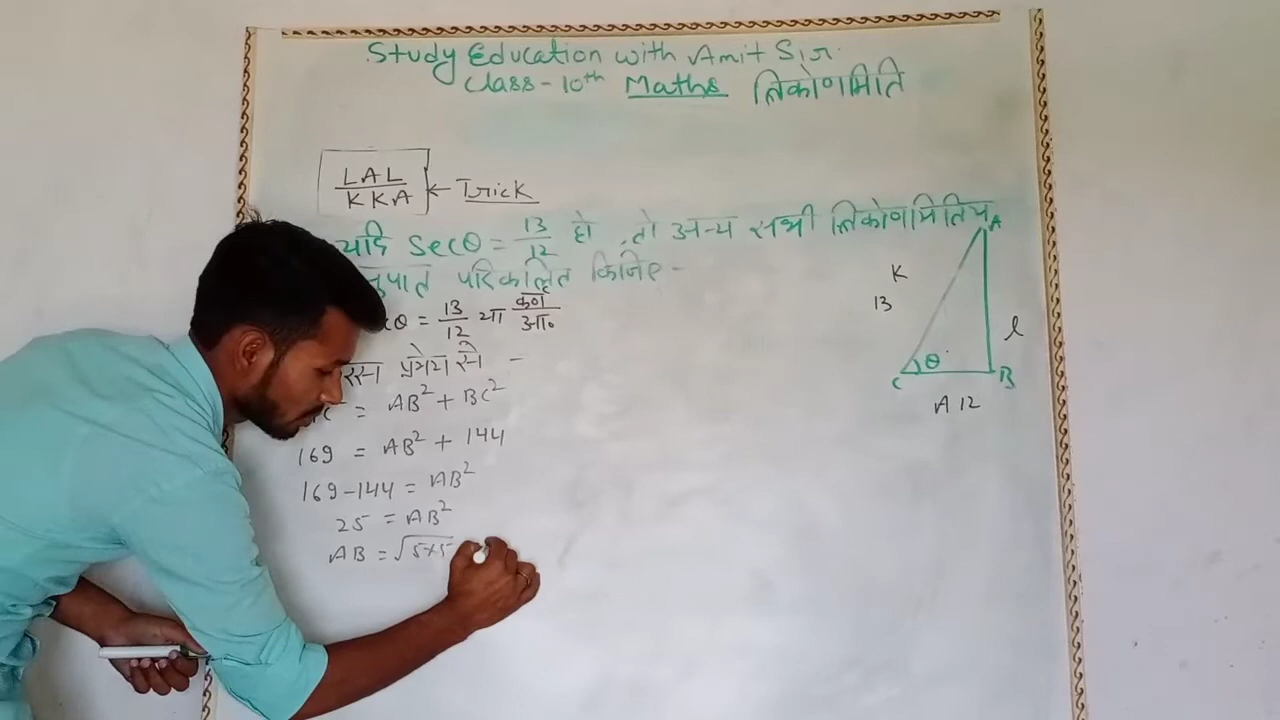 Study Education with Amit Sir
Class - 10th Maths त्रिकोणमिति
LAL
KKA ← Trick
यदि Secθ = 13/12 हो , तो अन्य सभी त्रिकोणमितिय
पात परिकलित किजिए -
θ = 13/12 या कर्ण/आ०
प्रमेय से -
= AB² + BC²
169 = AB² + 144
169-144 = AB²
25 = AB²
AB = √5×5
A
K
13
l
θ
C
B
A 12